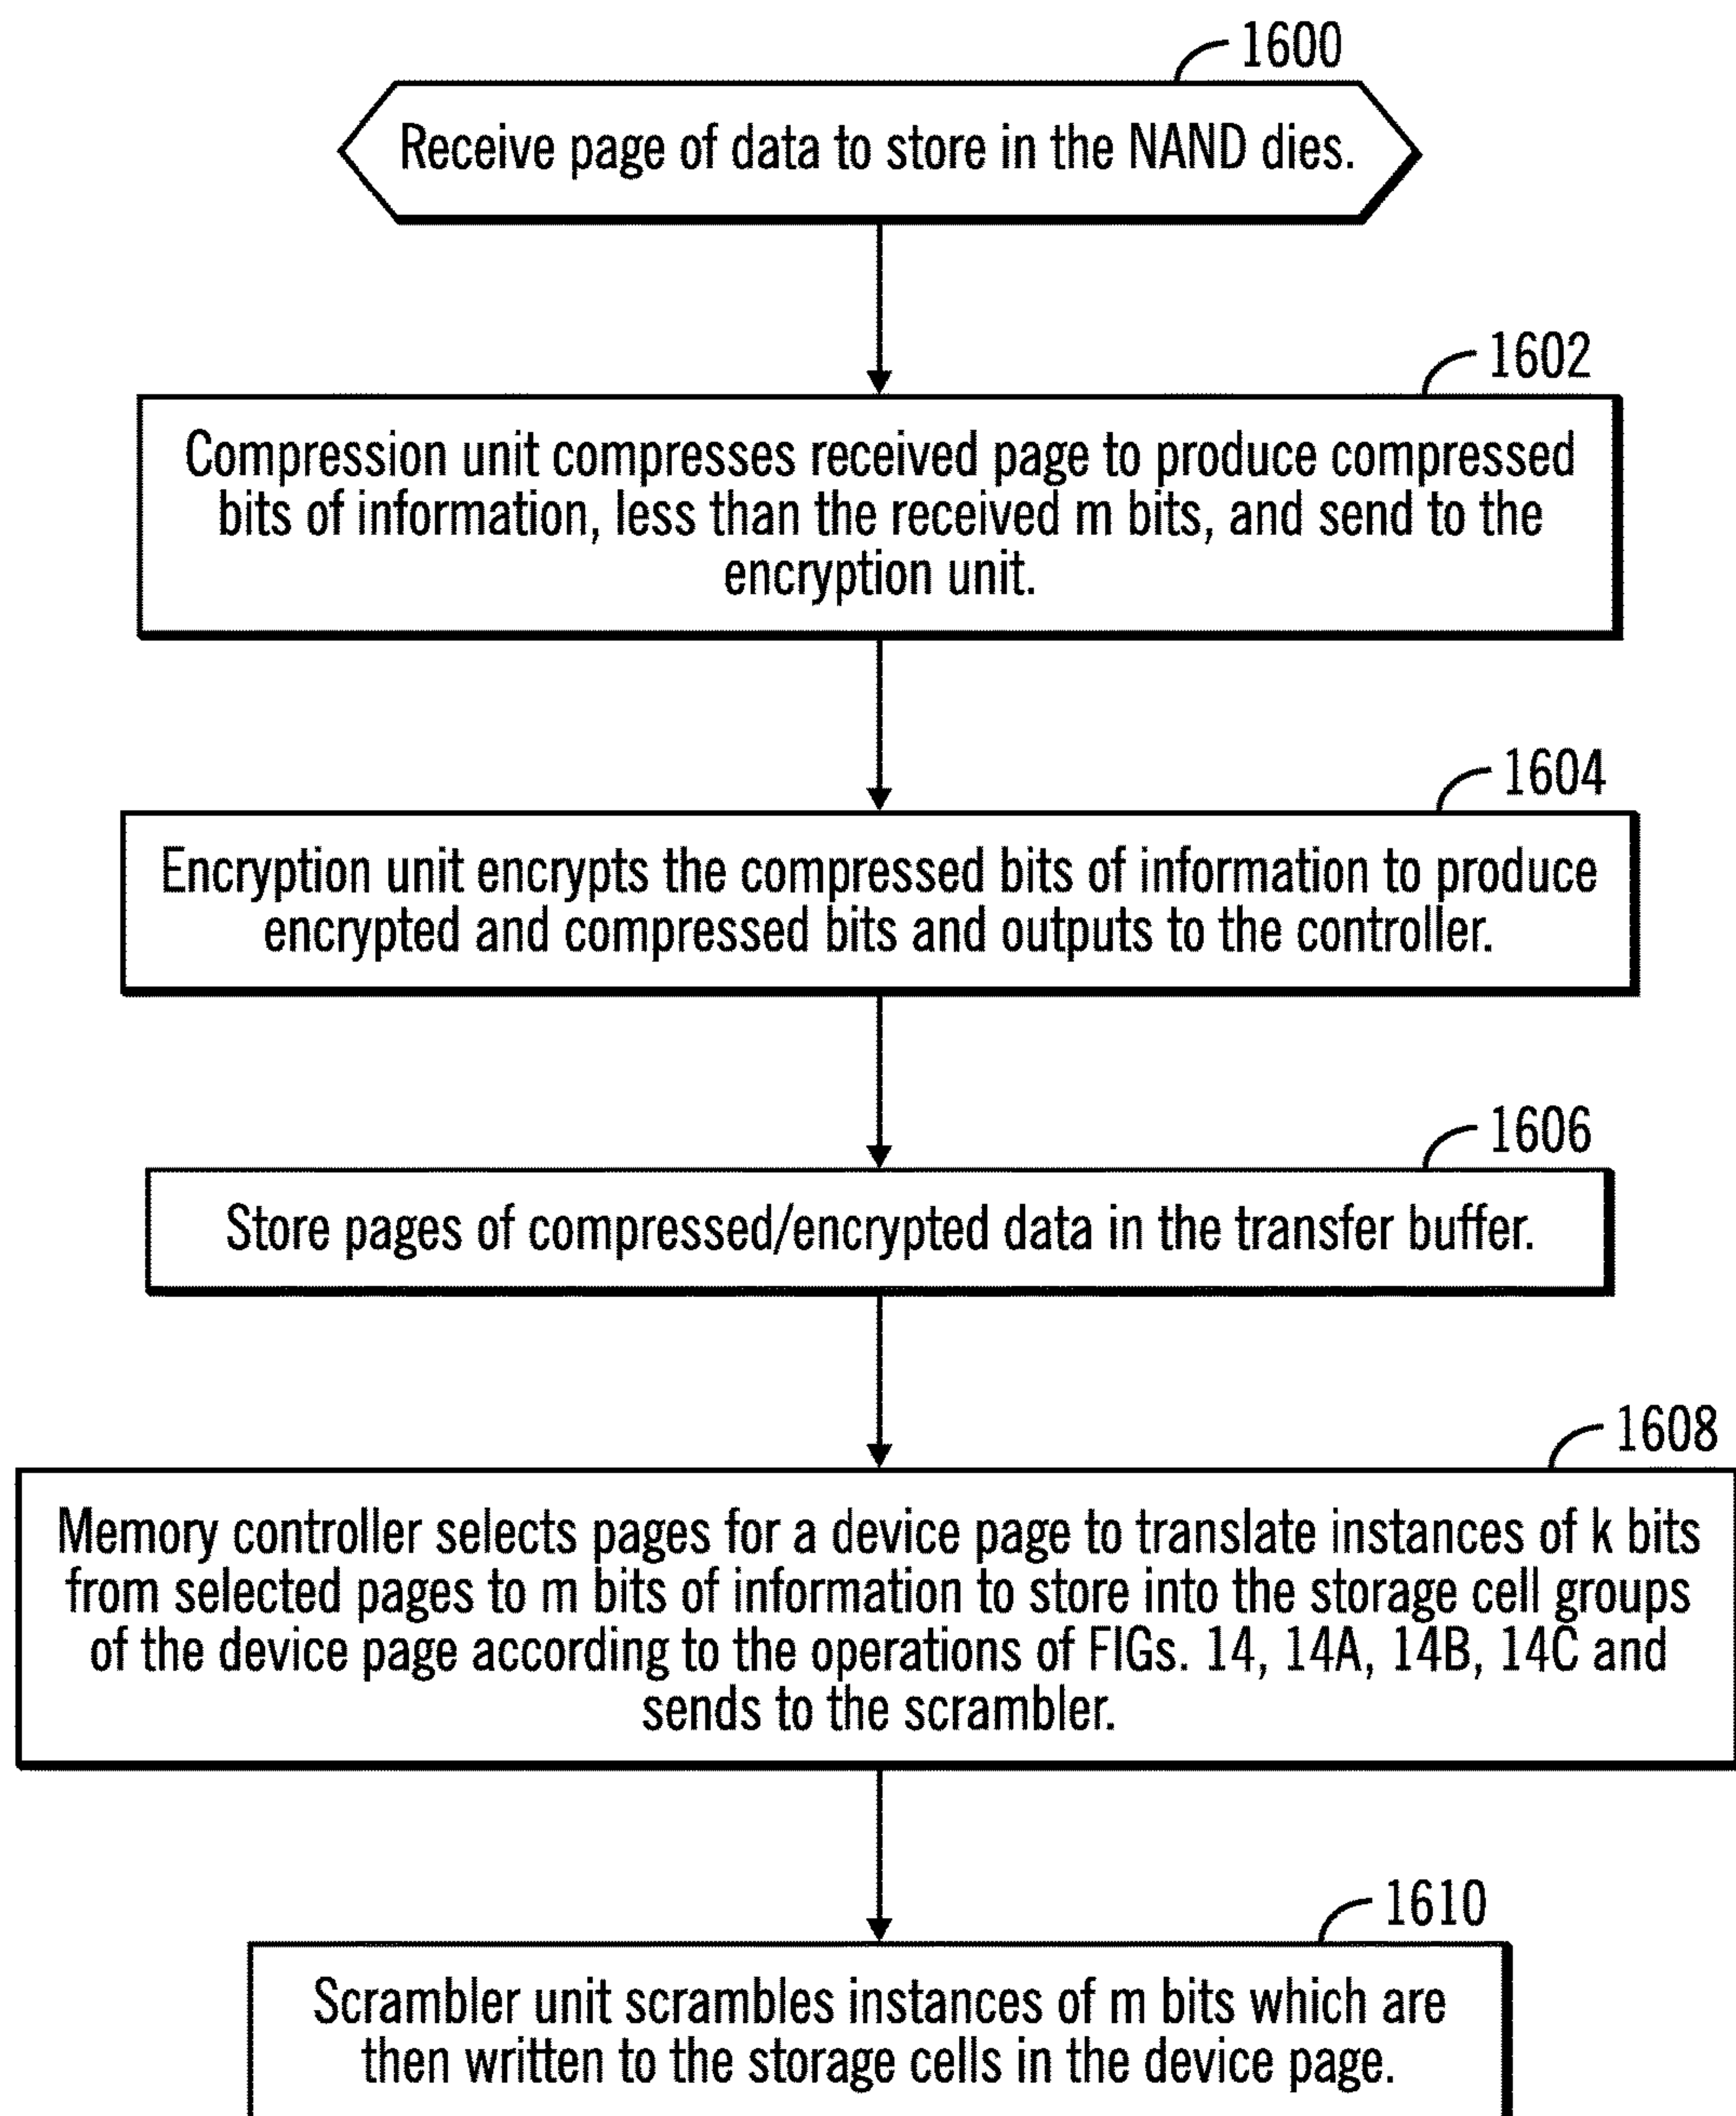 1600
Receive page of data to store in the NAND dies.
1602
Compression unit compresses received page to produce compressed
bits of information, less than the received m bits, and send to the
encryption unit.
1604
Encryption unit encrypts the compressed bits of information to produce
encrypted and compressed bits and outputs to the controller.
1606
Store pages of compressed/encrypted data in the transfer buffer.
1608
Memory controller selects pages for a device page to translate instances of k bits
from selected pages to m bits of information to store into the storage cell groups
of the device page according to the operations of FIGs. 14, 14A, 14B, 14C and
sends to the scrambler.
1610
Scrambler unit scrambles instances of m bits which are
then written to the storage cells in the device page.